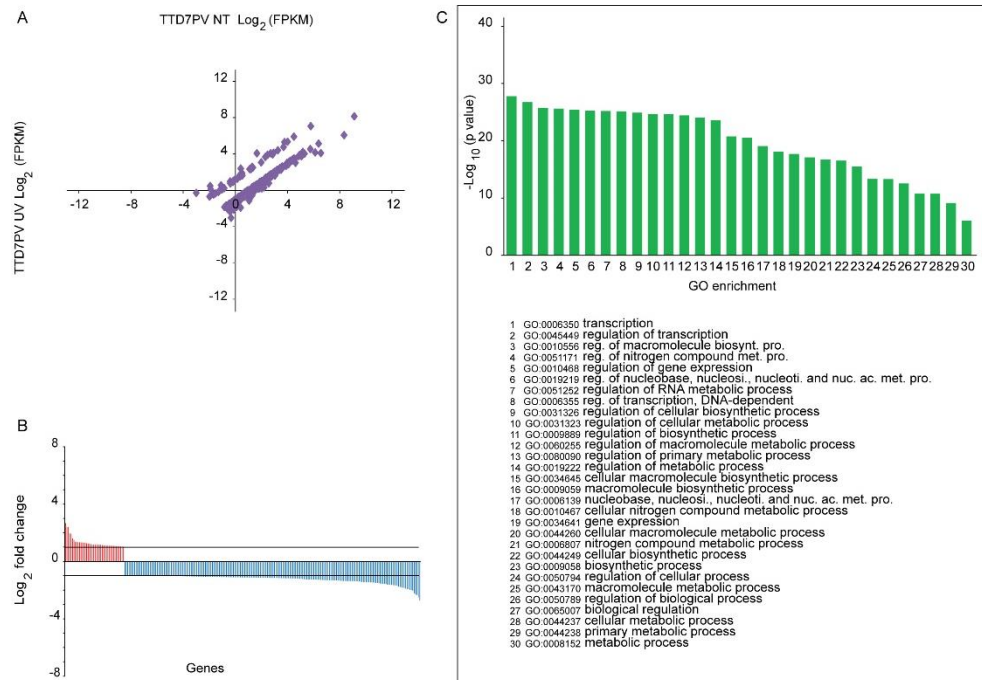 A
TTD7PV NT Log2 (FPKM)
TTD7PV UV Log2 (FPKM)
12
8
4
-4
-12
-12
-8
-4
0
4
8
12
B
Log2 fold change
8
4
0
-4
-8
Genes
C
-Log10 (p value)
40
30
20
10
0
1 2 3 4 5 6 7 8 9 10 11 12 13 14 15 16 17 18 19 20 21 22 23 24 25 26 27 28 29 30
GO enrichment
1 GO:0006350 transcription
2 GO:0045449 regulation of transcription
3 GO:0010556 reg. of macromolecule biosynt. pro.
4 GO:0051171 reg. of nitrogen compound met. pro.
5 GO:0010468 regulation of gene expression
6 GO:0019219 reg. of nucleobase, nucleosi., nucleoti. and nuc. ac. met. pro.
7 GO:0051252 regulation of RNA metabolic process
8 GO:0006355 reg. of transcription, DNA-dependent
9 GO:0031326 regulation of cellular biosynthetic process
10 GO:0031323 regulation of cellular metabolic process
11 GO:0009889 regulation of biosynthetic process
12 GO:0060255 regulation of macromolecule metabolic process
13 GO:0080090 regulation of primary metabolic process
14 GO:0019222 regulation of metabolic process
15 GO:0034645 cellular macromolecule biosynthetic process
16 GO:0009059 macromolecule biosynthetic process
17 GO:0006139 nucleobase, nucleosi., nucleoti. and nuc. ac. met. pro.
18 GO:0010467 cellular nitrogen compound metabolic process
19 GO:0034641 gene expression
20 GO:0044260 cellular macromolecule metabolic process
21 GO:0006807 nitrogen compound metabolic process
22 GO:0044249 cellular biosynthetic process
23 GO:0009058 biosynthetic process
24 GO:0050794 regulation of cellular process
25 GO:0043170 macromolecule metabolic process
26 GO:0050789 regulation of biological process
27 GO:0065007 biological regulation
28 GO:0044237 cellular metabolic process
29 GO:0044238 primary metabolic process
30 GO:0008152 metabolic process